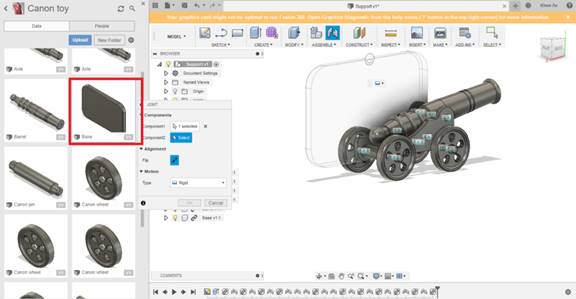 Canon toy
Data
People
Upload
New Folder
Axle
Axle
Barrel
Base
Canon pin
Canon wheel
Canon wheel
Canon wheel
Support v1*
Your graphics card might not be optimal to run Fusion 360. Open Graphics Diagnostic from the Help menu ("?" button in the top right corner) for more information.
MODEL
SKETCH
CREATE
MODIFY
ASSEMBLE
CONSTRUCT
INSPECT
INSERT
MAKE
ADD-INS
SELECT
BROWSER
Support v1
Document Settings
Named Views
Origin
JOINT
Components
Component1
1 selected
Component2
Select
Alignment
Flip
Motion
Type
Rigid
OK
Cancel
Base v1:1
COMMENTS